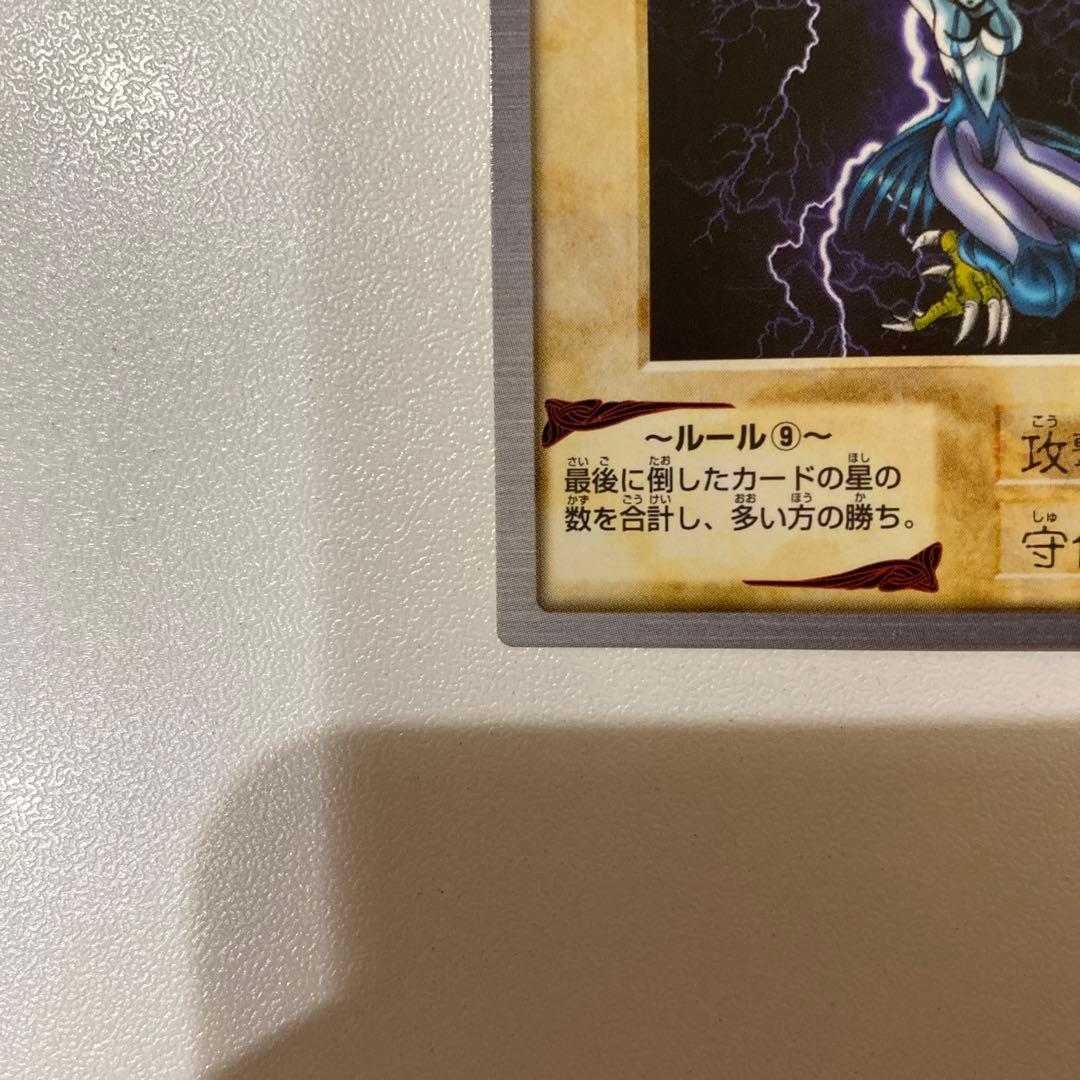 ～ルール⑨～
最後に倒したカードの星の
数を合計し、多い方の勝ち。
攻
守